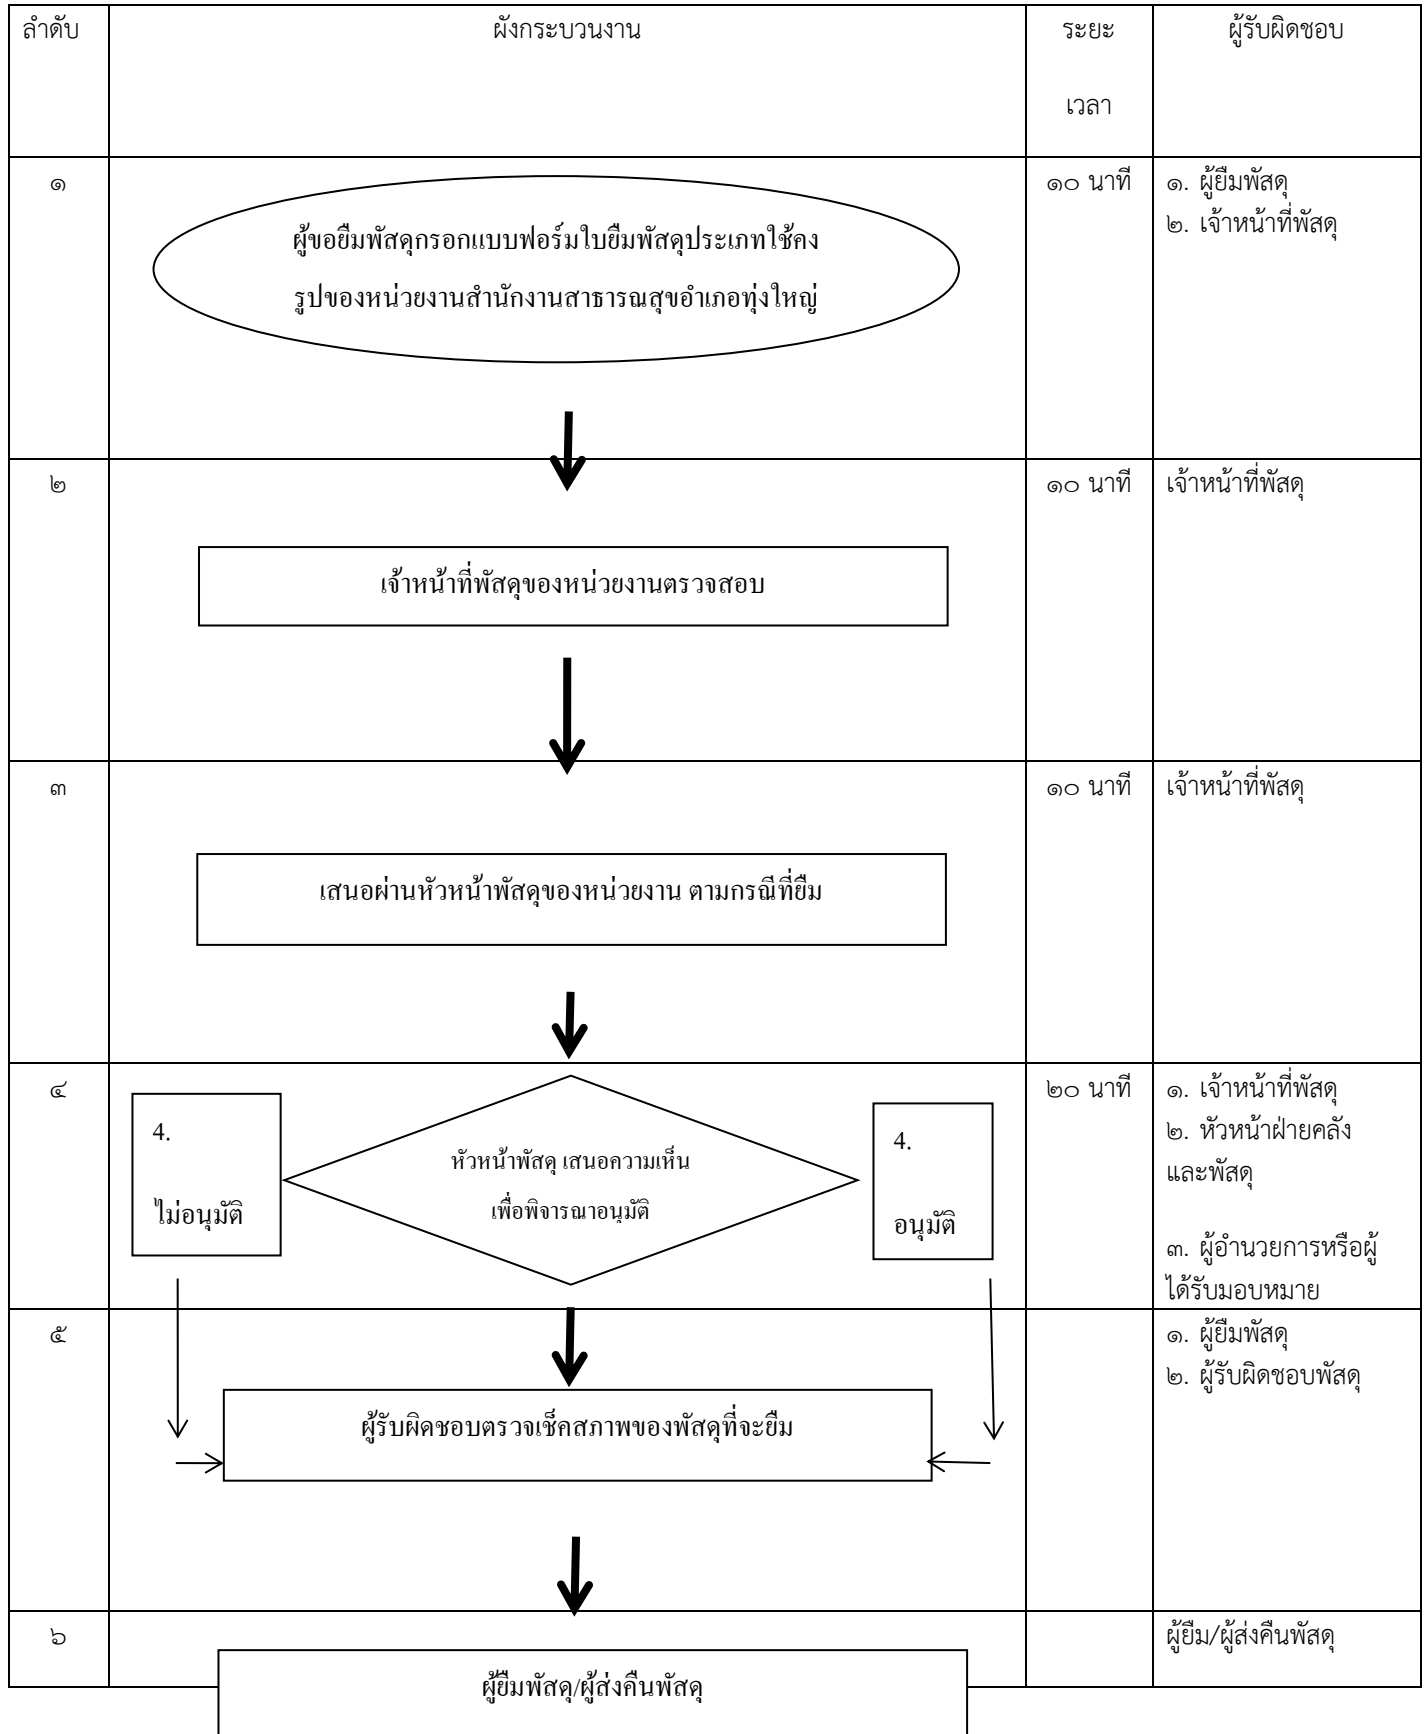 ลำดับ
ผังกระบวนงาน
ระยะ
เวลา
ผู้รับผิดชอบ
๑
ผู้ขอยืมพัสดุกรอกแบบฟอร์มใบยืมพัสดุประเภทใช้คง
รูปของหน่วยงานสำนักงานสาธารณสุขอำเภอทุ่งใหญ่
๑๐ นาที
๑. ผู้ยืมพัสดุ
๒. เจ้าหน้าที่พัสดุ
๒
เจ้าหน้าที่พัสดุของหน่วยงานตรวจสอบ
๑๐ นาที
เจ้าหน้าที่พัสดุ
๓
เสนอผ่านหัวหน้าพัสดุของหน่วยงาน ตามกรณีที่ยืม
๑๐ นาที
เจ้าหน้าที่พัสดุ
๔
4.
ไม่อนุมัติ
หัวหน้าพัสดุ เสนอความเห็น
เพื่อพิจารณาอนุมัติ
4.
อนุมัติ
๒๐ นาที
๑. เจ้าหน้าที่พัสดุ
๒. หัวหน้าฝ่ายคลัง
และพัสดุ
๓. ผู้อำนวยการหรือผู้
ได้รับมอบหมาย
๕
ผู้รับผิดชอบตรวจเช็คสภาพของพัสดุที่จะยืม
๑. ผู้ยืมพัสดุ
๒. ผู้รับผิดชอบพัสดุ
๖
ผู้ยืมพัสดุ/ผู้ส่งคืนพัสดุ
ผู้ยืม/ผู้ส่งคืนพัสดุ